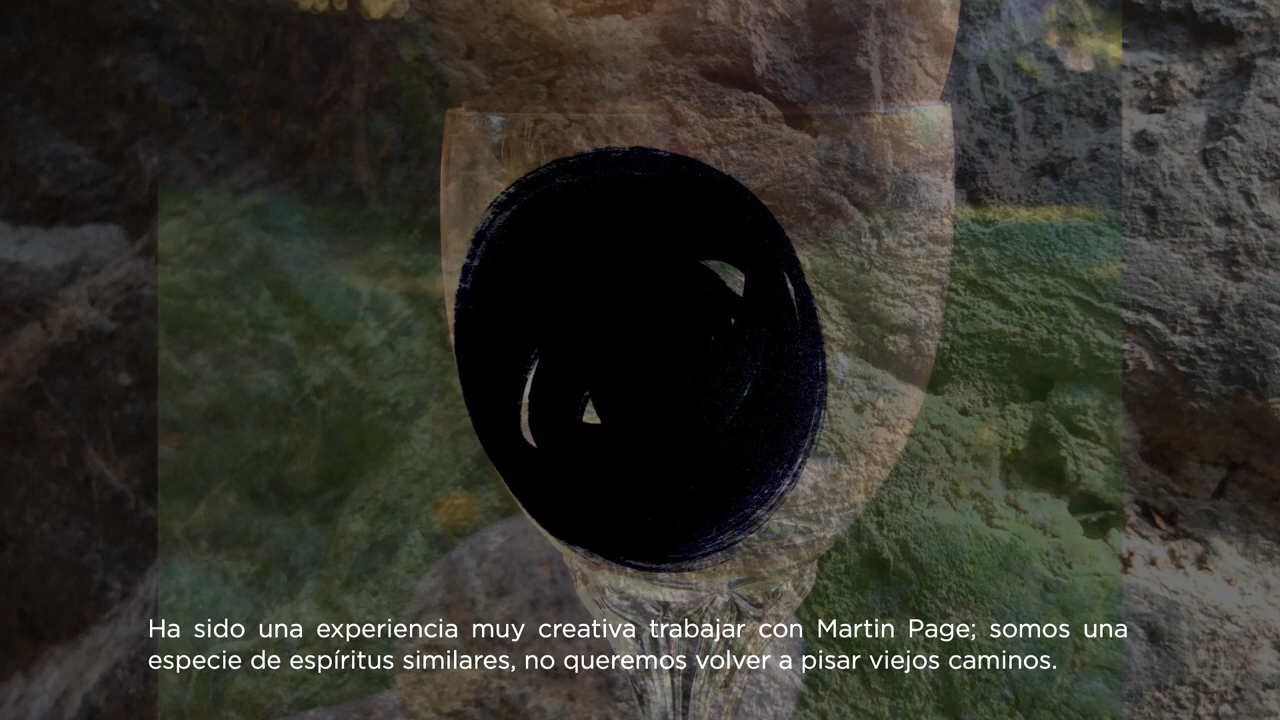 Ha sido una experiencia muy creativa trabajar con Martin Page; somos una
especie de espíritus similares, no queremos volver a pisar viejos caminos.